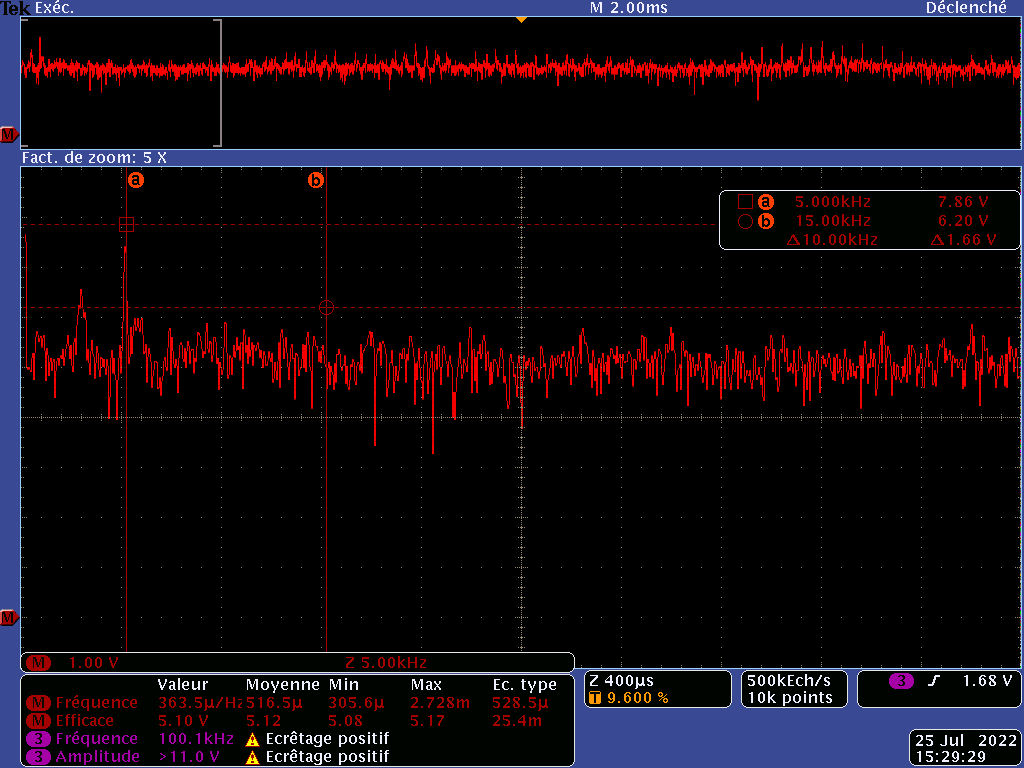 Tek Exéc. M 2.00ms Déclenché
M
Fact. de zoom: 5 X
a b
a 5.000kHz 7.86 V
b 15.00kHz 6.20 V
Δ10.00kHz Δ1.66 V
M
M 1.00 V Z 5.00kHz
Valeur Moyenne Min Max Ec. type
M Fréquence 363.5µ/Hz 516.5µ 305.6µ 2.728m 528.5µ
M Efficace 5.10 V 5.12 5.08 5.17 25.4m
3 Fréquence 100.1kHz Ecrêtage positif
3 Amplitude >11.0 V Ecrêtage positif
Z 400µs
T 9.600 %
500kEch/s
10k points
3 1.68 V
25 Jul 2022
15:29:29